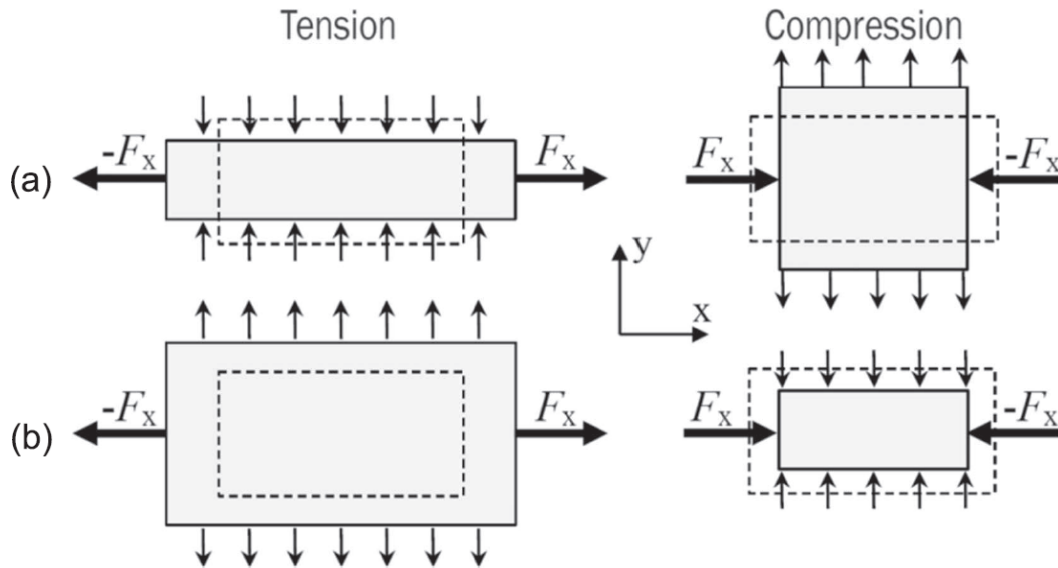 Tension
Compression
(a)
-Fx
Fx
Fx
-Fx
y
x
(b)
-Fx
Fx
Fx
-Fx